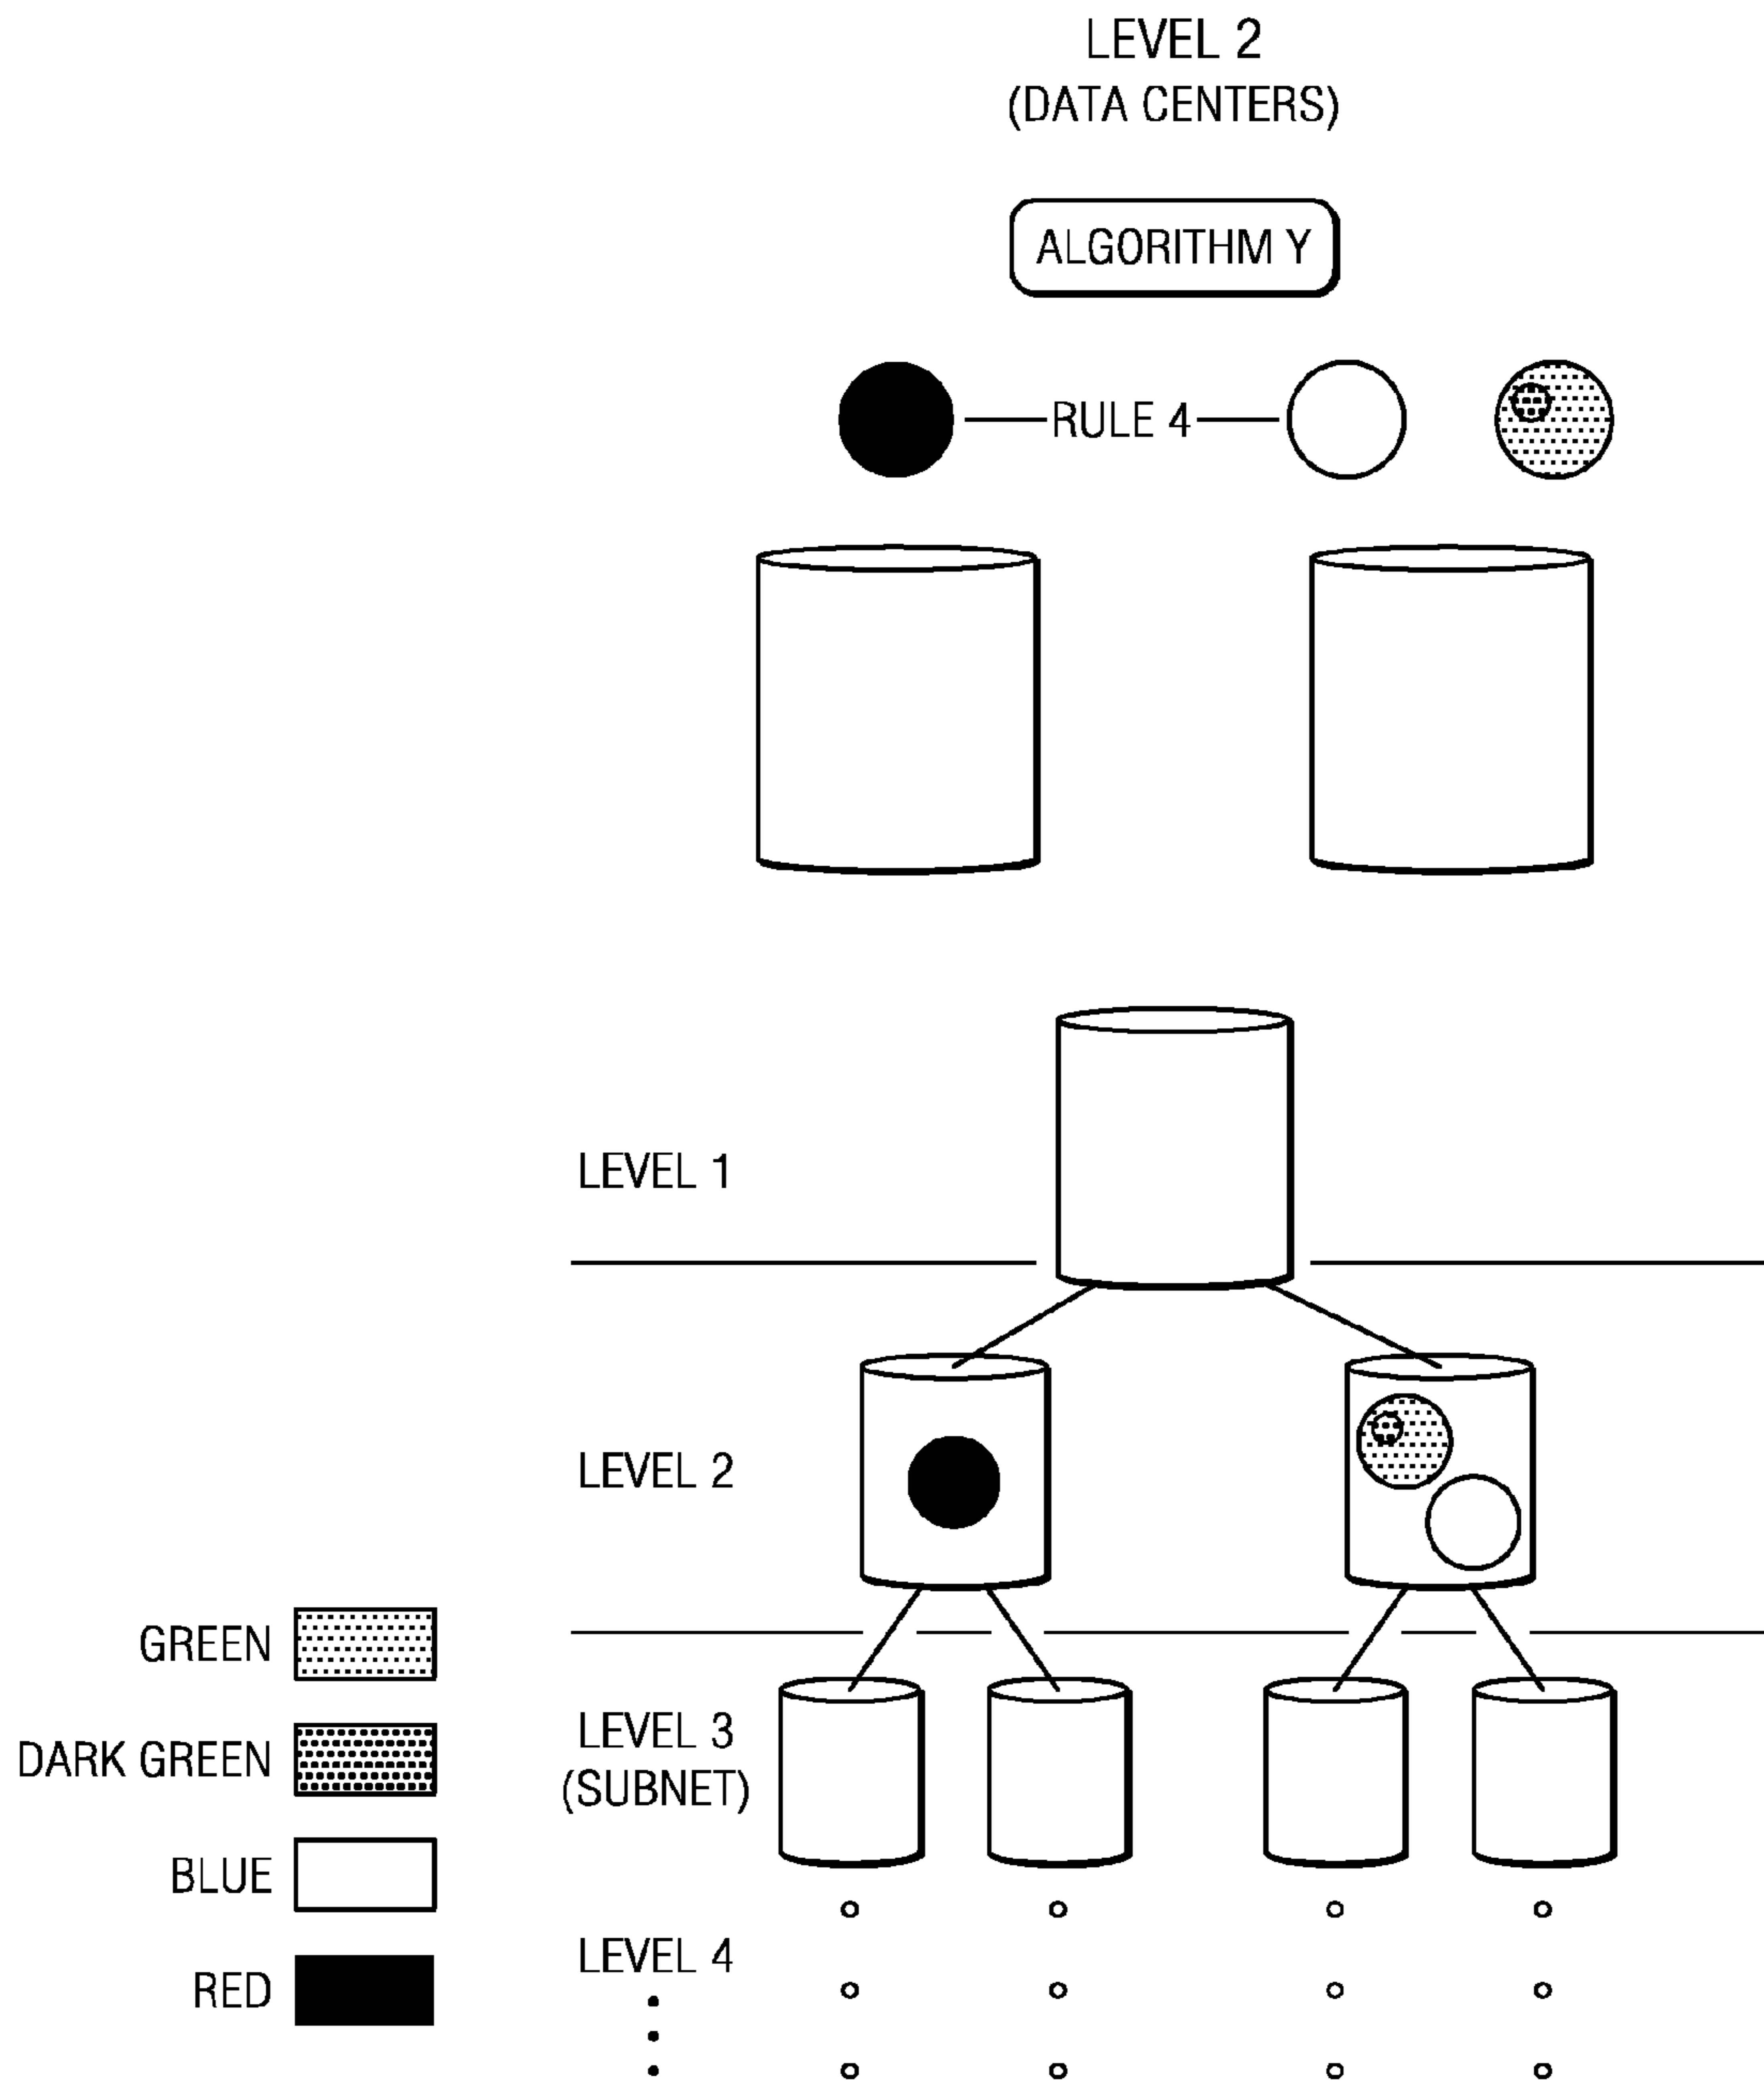 LEVEL 2
(DATA CENTERS)
ALGORITHM Y
RULE 4
LEVEL 1
LEVEL 2
GREEN
DARK GREEN
BLUE
RED
LEVEL 3
(SUBNET)
LEVEL 4